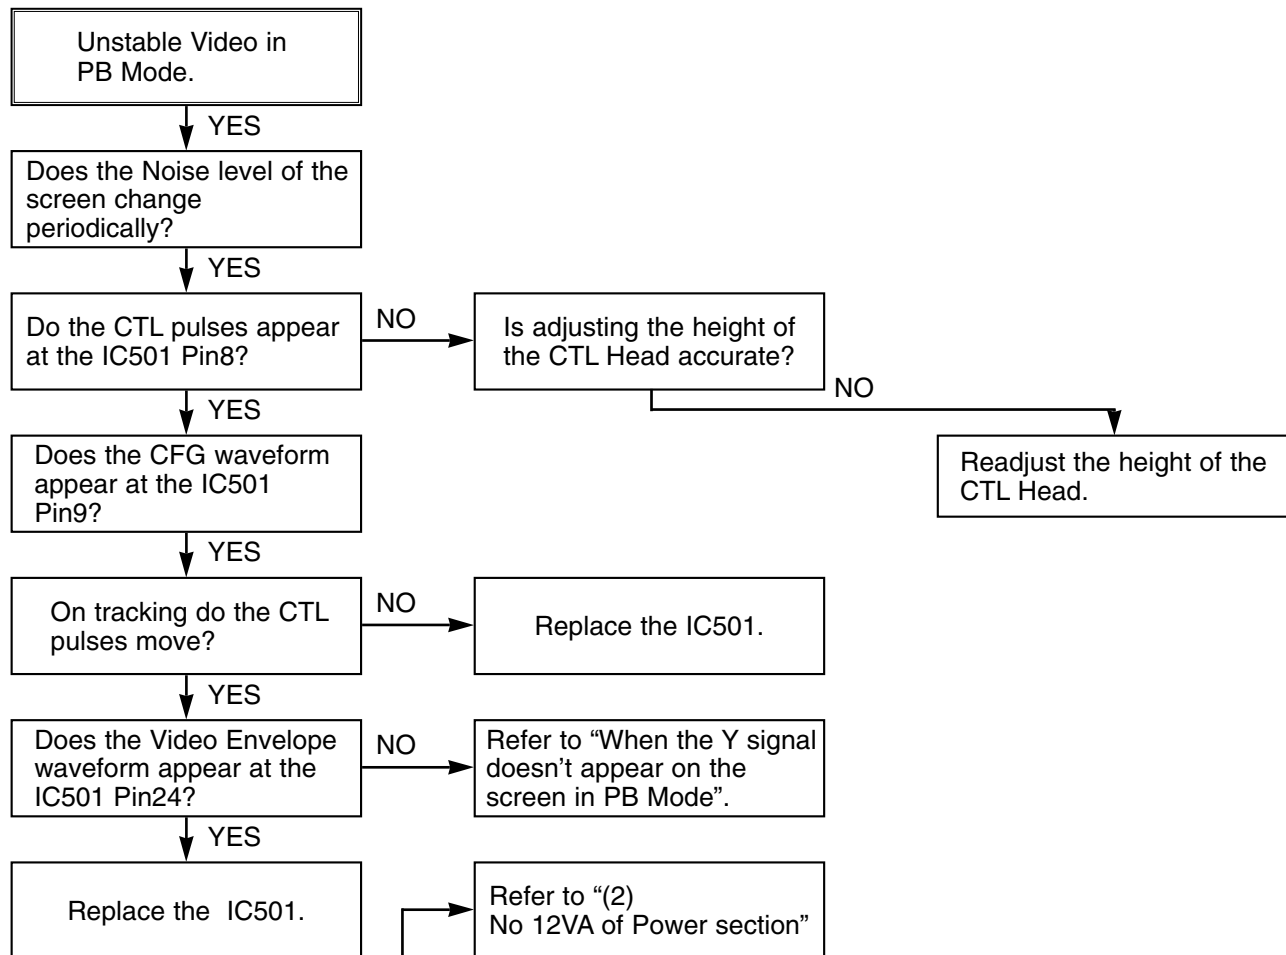 Unstable Video in
PB Mode.
YES
Does the Noise level of the
screen change
periodically?
YES
Do the CTL pulses appear
at the IC501 Pin8?
NO
Is adjusting the height of
the CTL Head accurate?
NO
Readjust the height of the
CTL Head.
YES
Does the CFG waveform
appear at the IC501
Pin9?
YES
On tracking do the CTL
pulses move?
NO
Replace the IC501.
YES
Does the Video Envelope
waveform appear at the
IC501 Pin24?
NO
Refer to “When the Y signal
doesn't appear on the
screen in PB Mode”.
YES
Replace the IC501.
Refer to “(2)
No 12VA of Power section”